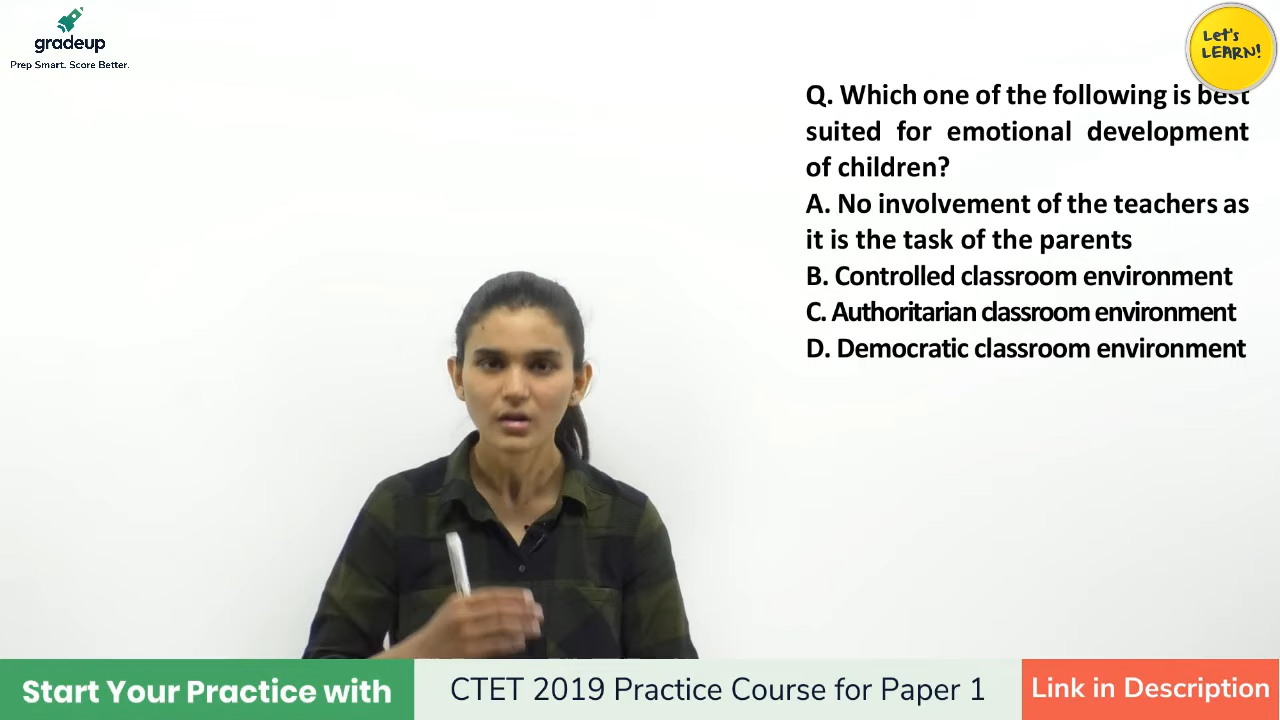 gradeup
Prep Smart. Score Better.
Let's
LEARN!
Q. Which one of the following is best
suited for emotional development
of children?
A. No involvement of the teachers as
it is the task of the parents
B. Controlled classroom environment
C. Authoritarian classroom environment
D. Democratic classroom environment
Start Your Practice with
CTET 2019 Practice Course for Paper 1
Link in Description